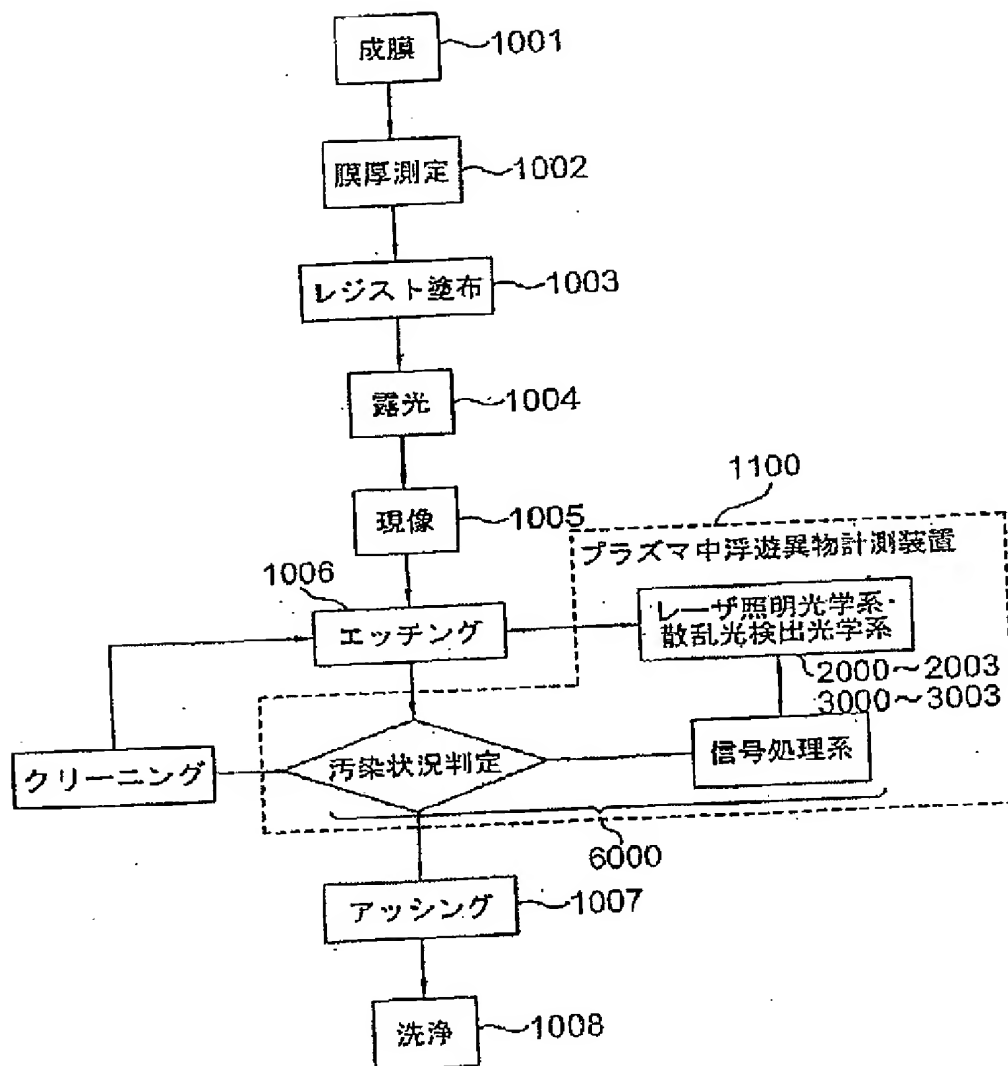 成膜
1001
膜厚測定
1002
レジスト塗布
1003
露光
1004
現像
1005
1100
プラズマ中浮遊異物計測装置
1006
エッチング
レーザ照明光学系・
散乱光検出光学系
2000～2003
3000～3003
クリーニング
汚染状況判定
信号処理系
6000
アッシング
1007
洗浄
1008